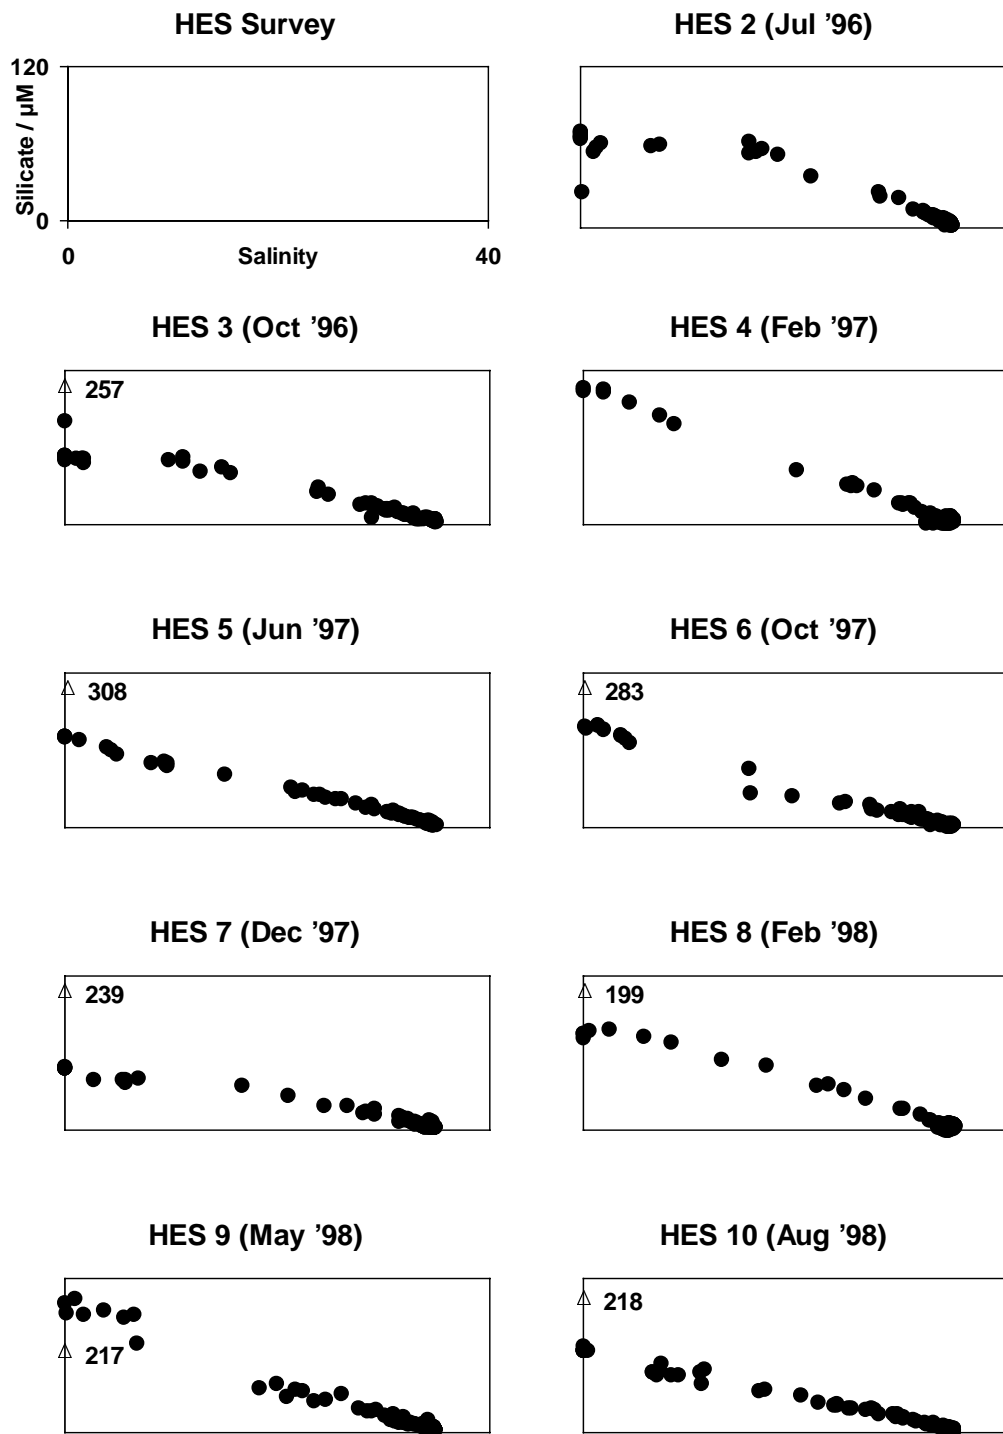 HES Survey
HES 2 (Jul ’96)
120
Silicate / µM
0
0
Salinity
40
HES 3 (Oct ’96)
HES 4 (Feb ’97)
257
HES 5 (Jun ’97)
HES 6 (Oct ’97)
308
283
HES 7 (Dec ’97)
HES 8 (Feb ’98)
239
199
HES 9 (May ’98)
HES 10 (Aug ’98)
217
218